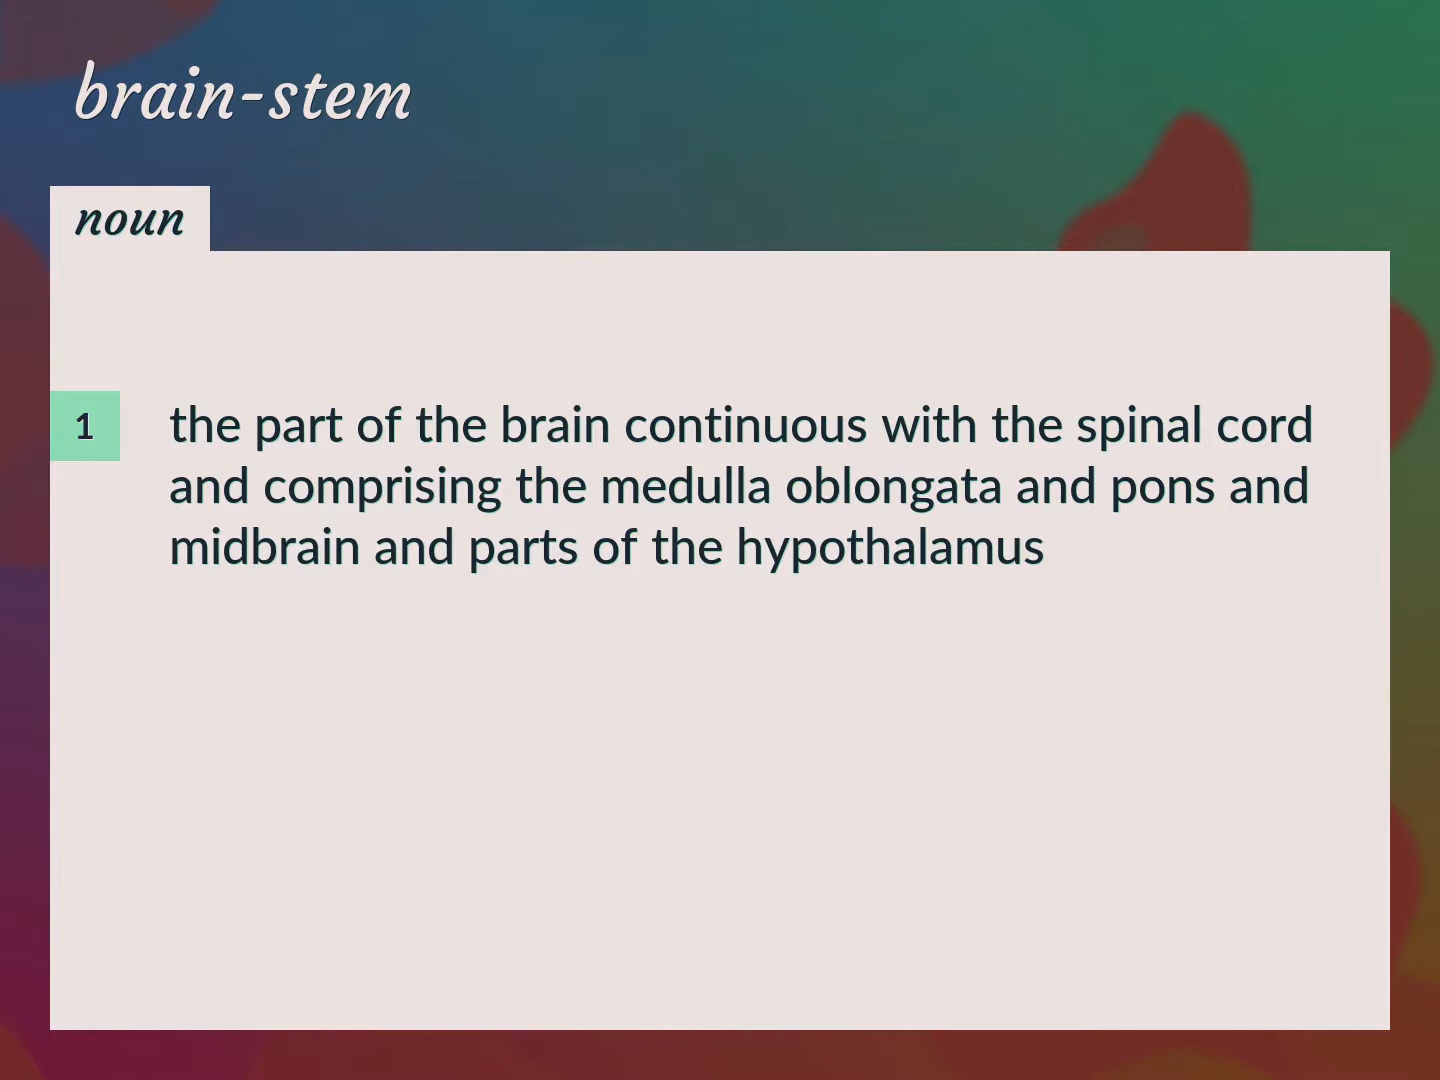 brain-stem
noun
1
the part of the brain continuous with the spinal cord
and comprising the medulla oblongata and pons and
midbrain and parts of the hypothalamus